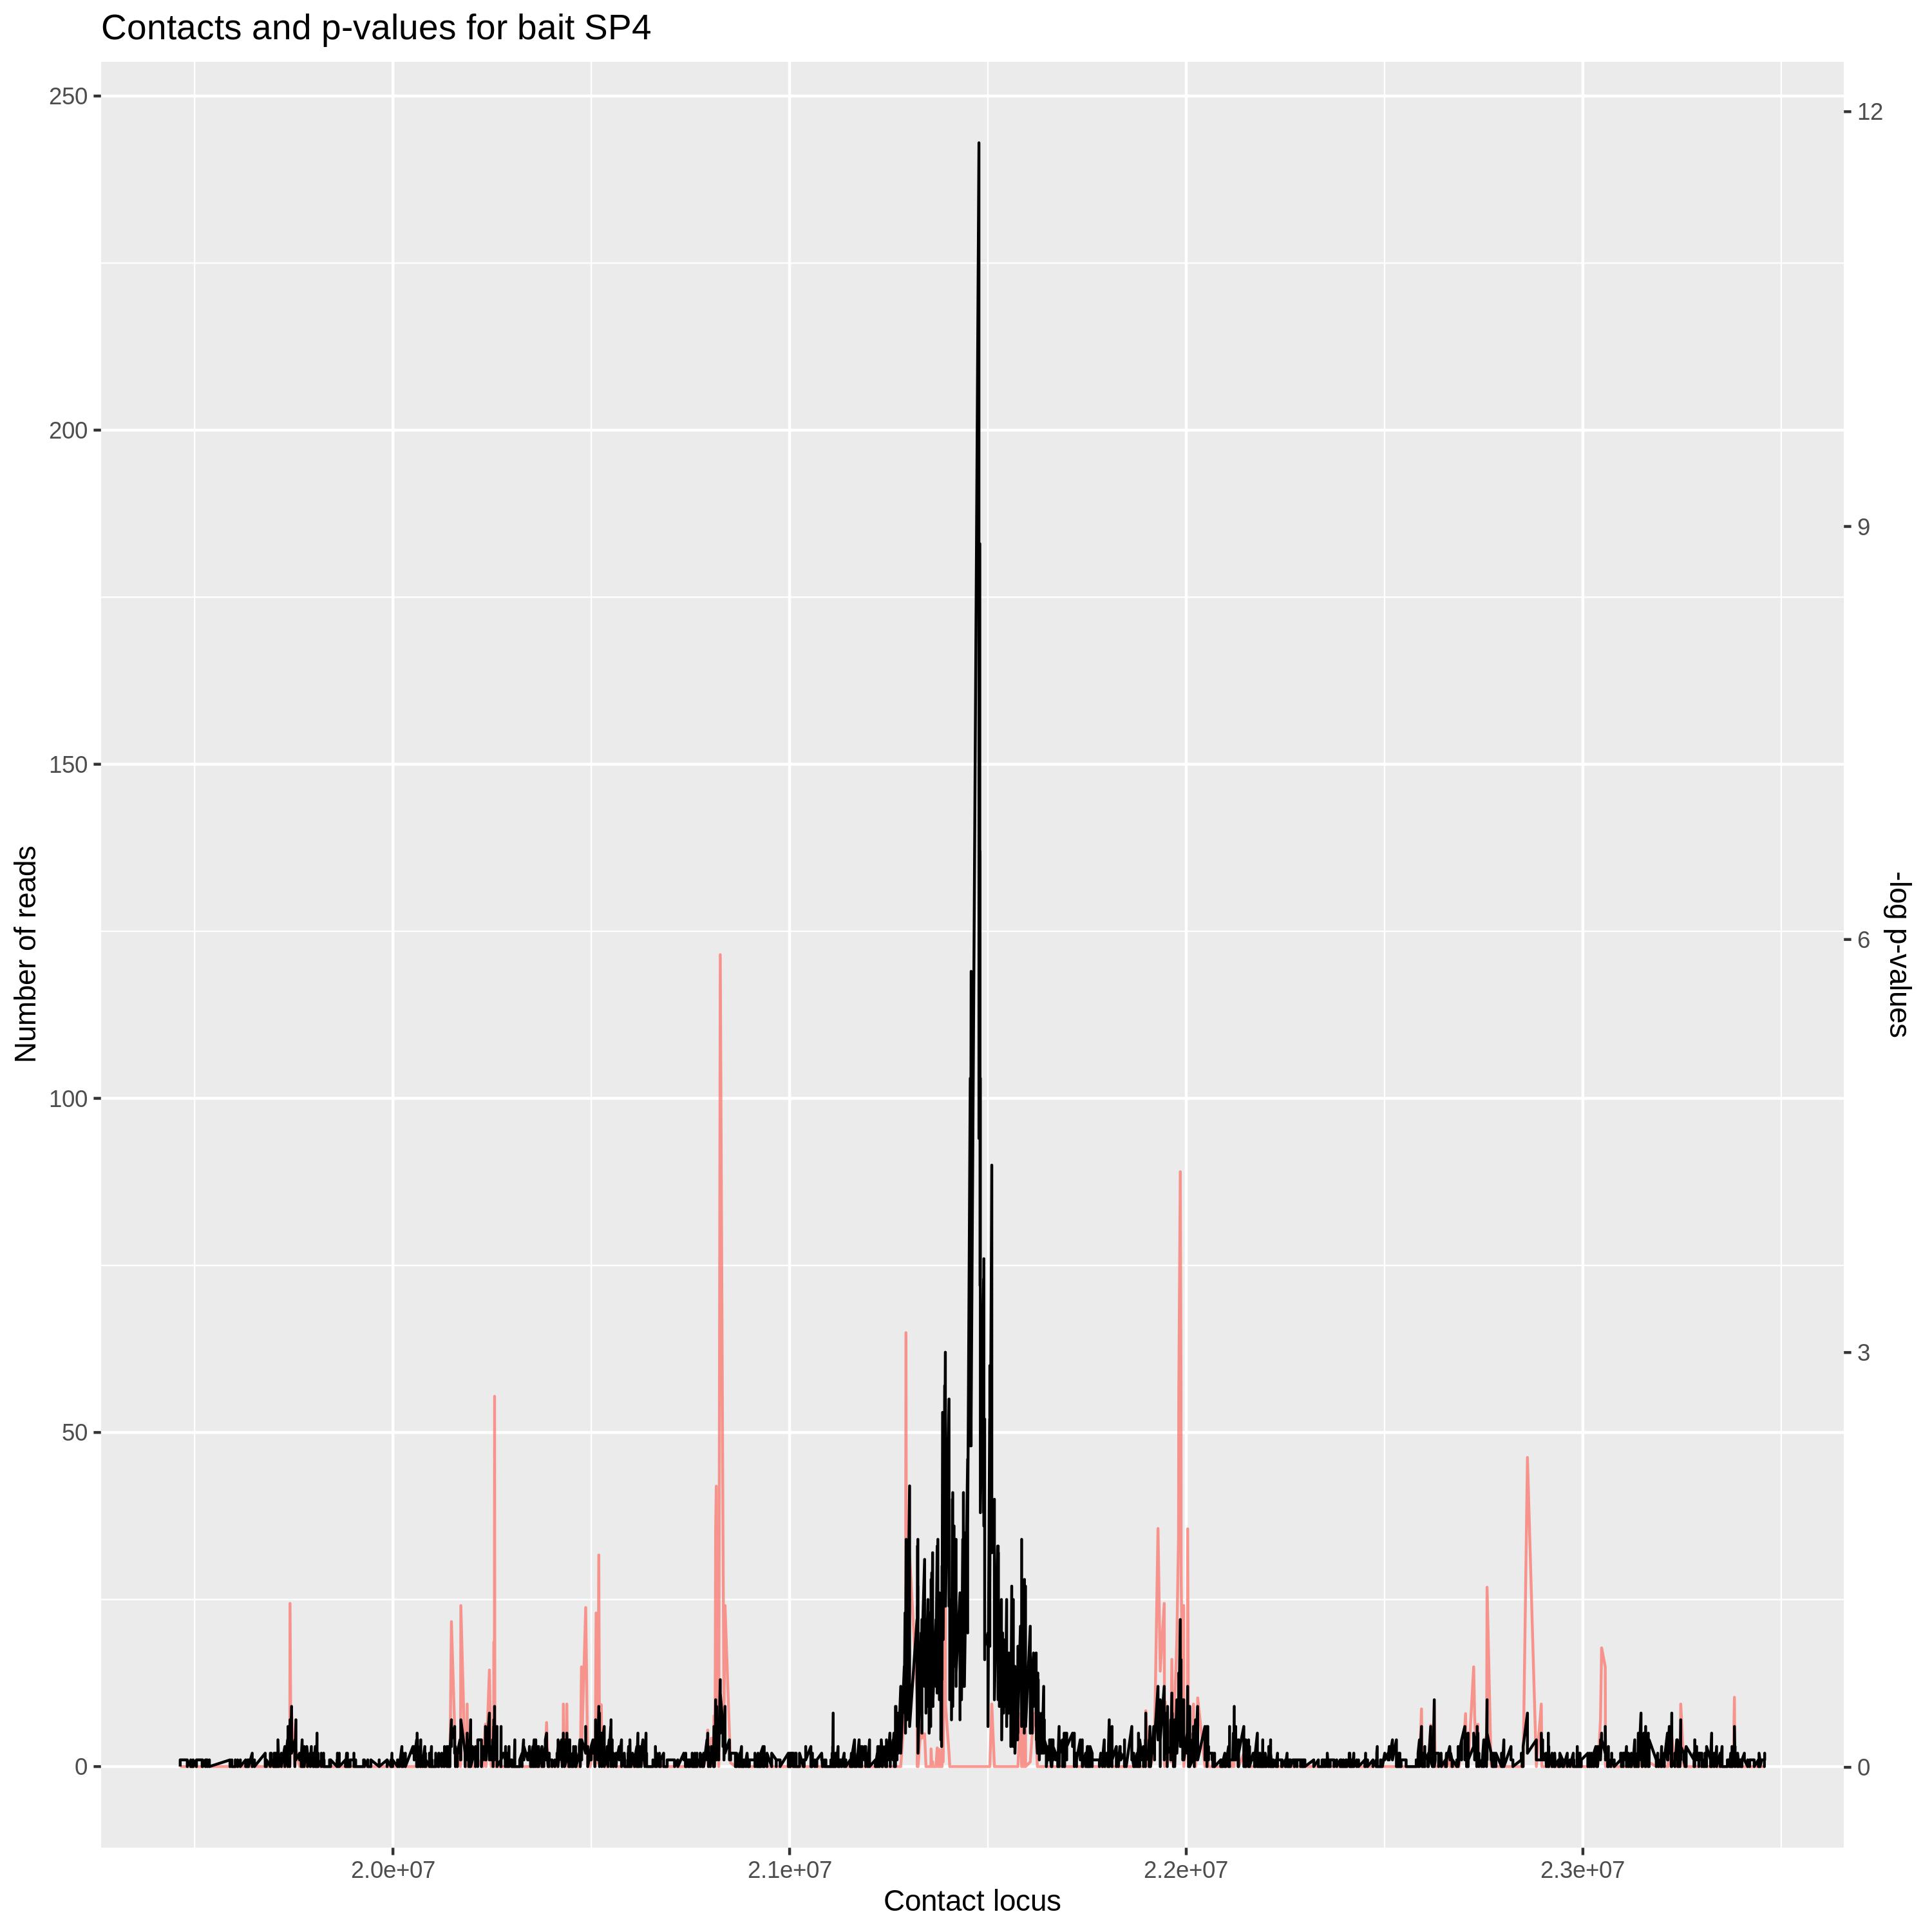 Contacts and p-values for bait SP4
250
200
150
100
50
0
Number of reads
12
9
6
3
0
-log p-values
2.0e+07
2.1e+07
2.2e+07
2.3e+07
Contact locus